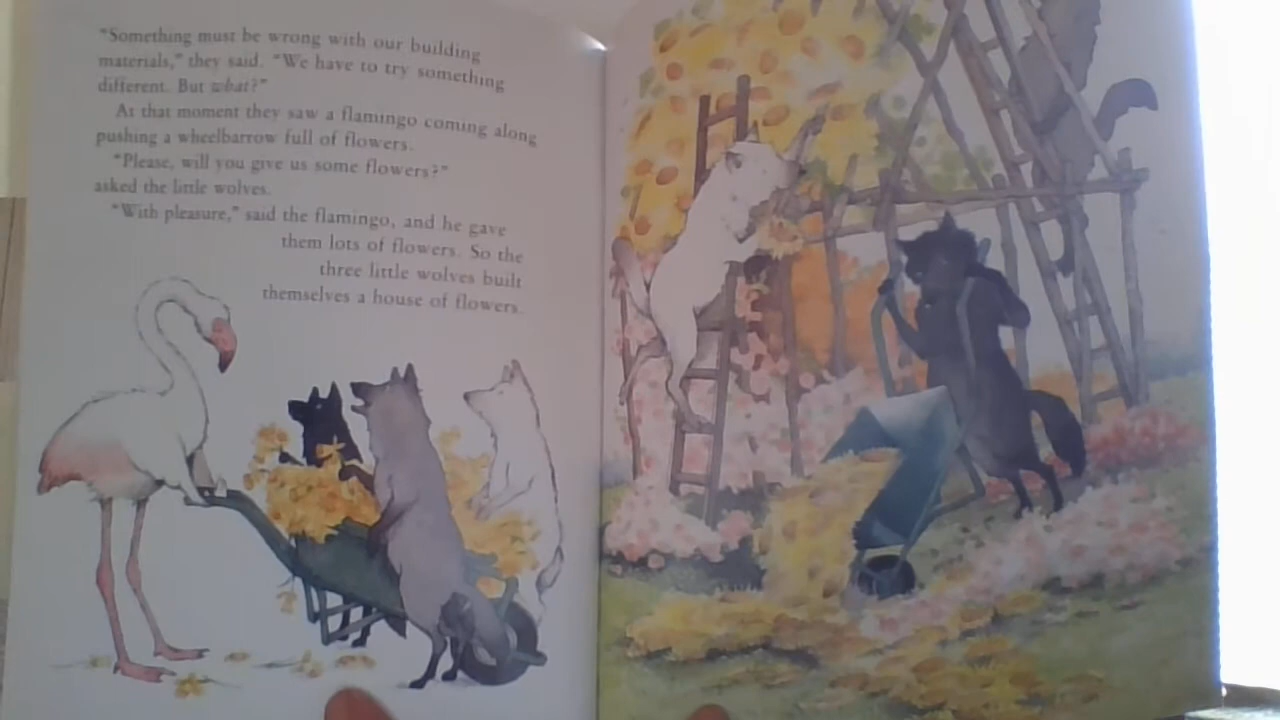 "Something must be wrong with our building
materials," they said. "We have to try something
different. But what?"
At that moment they saw a flamingo coming along
pushing a wheelbarrow full of flowers.
"Please, will you give us some flowers?"
asked the little wolves.
"With pleasure," said the flamingo, and he gave
them lots of flowers. So the
three little wolves built
themselves a house of flowers.